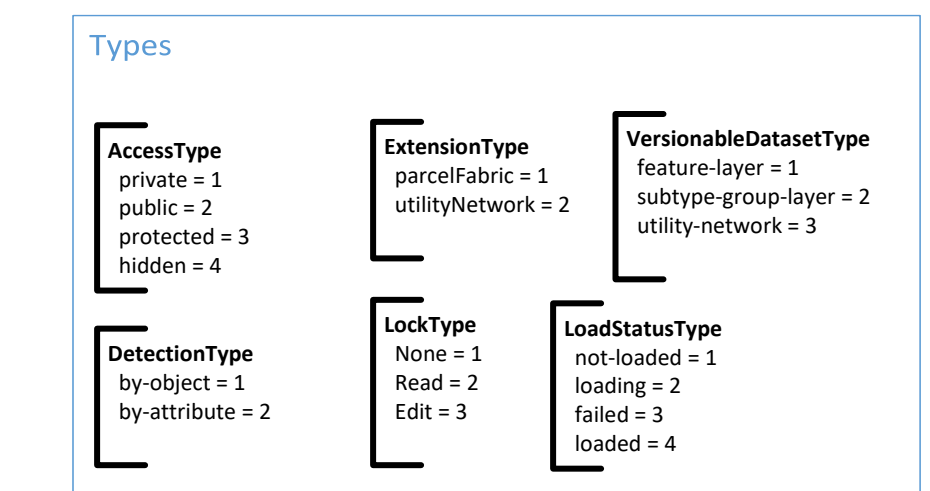 Types
AccessType
private = 1
public = 2
protected = 3
hidden = 4
ExtensionType
parcelFabric = 1
utilityNetwork = 2
VersionableDatasetType
feature-layer = 1
subtype-group-layer = 2
utility-network = 3
DetectionType
by-object = 1
by-attribute = 2
LockType
None = 1
Read = 2
Edit = 3
LoadStatusType
not-loaded = 1
loading = 2
failed = 3
loaded = 4